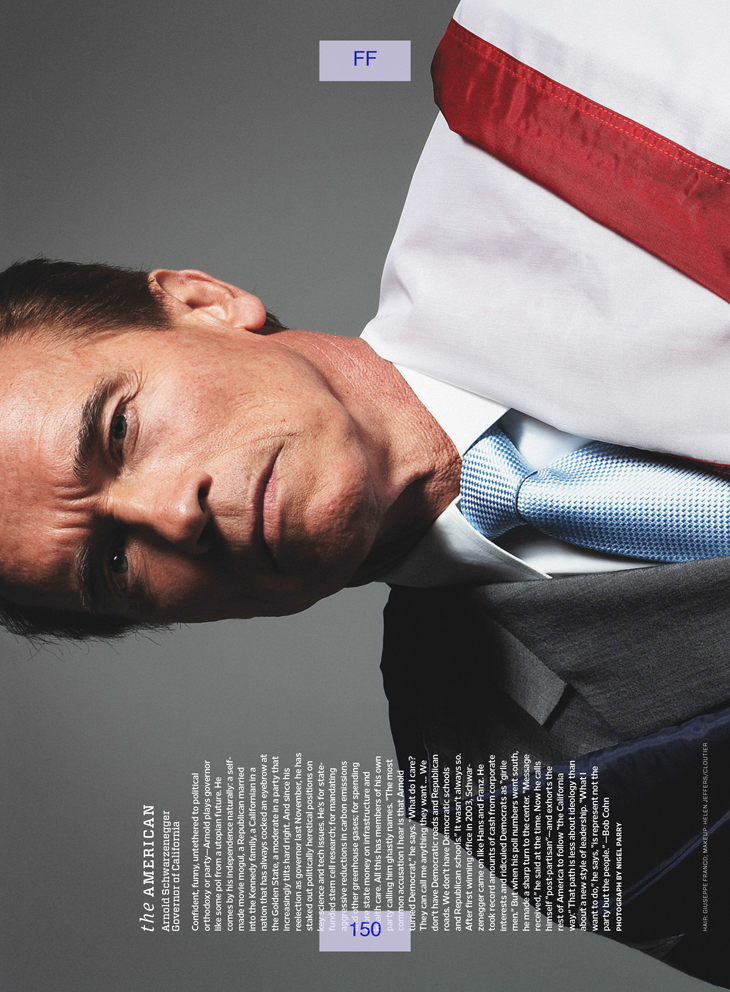 FF
the AMERICAN
Arnold Schwarzenegger
Governor of California
Confident, funny, untethered to political
orthodoxy or party—Arnold plays governor
like some pol from a utopian future. He
comes by his independence naturally: a self-
made movie mogul, a Republican married
into the Kennedy family, a Californian in a
nation that has always cocked an eyebrow at
the Golden State, a moderate in a party that
increasingly tilts hard right. And since his
reelection as governor last November, he has
staked out politically heretical positions on
key science and tech issues. He's for state-
funded stem cell research; for mandating
aggressive reductions in carbon emissions
and other greenhouse gases; for spending
state money on infrastructure and
health care. All this has members of his own
party calling him ghastly names. "The most
common accusation I hear is that Arnold
turned Democrat," he says. "What do I care?
They can call me anything they want ... We
don't have Democratic roads and Republican
roads. We don't have Democratic schools
and Republican schools." It wasn't always so.
After first winning office in 2003, Schwar-
zenegger came on like Hans and Franz. He
took record amounts of cash from corporate
interests and ridiculed Democrats as "girlie
men." But when his poll numbers went south,
he made a sharp turn to the center. "Message
received," he said at the time. Now he calls
himself "post-partisan"—and exhorts the
rest of America to follow "the California
way." That path is less about ideology than
about a new style of leadership. "What I
want to do," he says, "is represent not the
party but the people." —Bob Cohn
PHOTOGRAPH BY NIGEL PARRY
HAIR: GIUSEPPE FRANCO; MAKEUP: HELEN JEFFERS/CLOUTIER
150